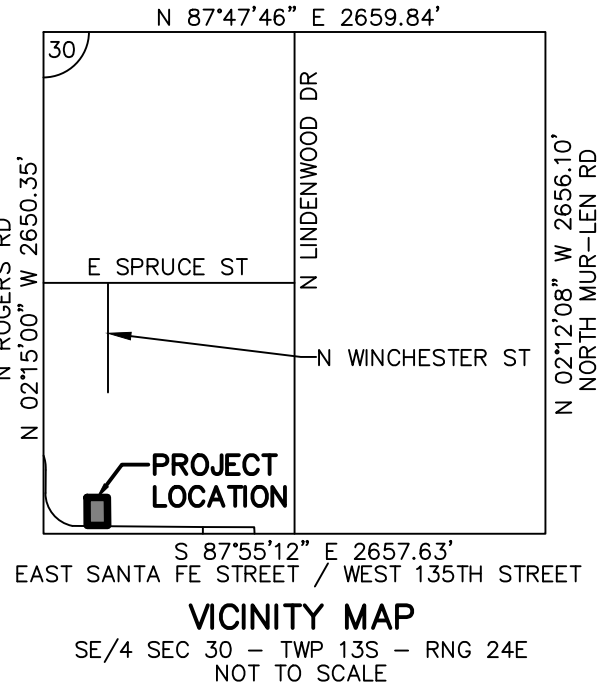 N 87°47'46" E 2659.84'
30
N LINDENWOOD DR
N ROGERS RD
N 02°15'00" W 2650.35'
E SPRUCE ST
N 02°12'08" W 2656.10'
NORTH MUR-LEN RD
N WINCHESTER ST
PROJECT
LOCATION
S 87°55'12" E 2657.63'
EAST SANTA FE STREET / WEST 135TH STREET
VICINITY MAP
SE/4 SEC 30 - TWP 13S - RNG 24E
NOT TO SCALE